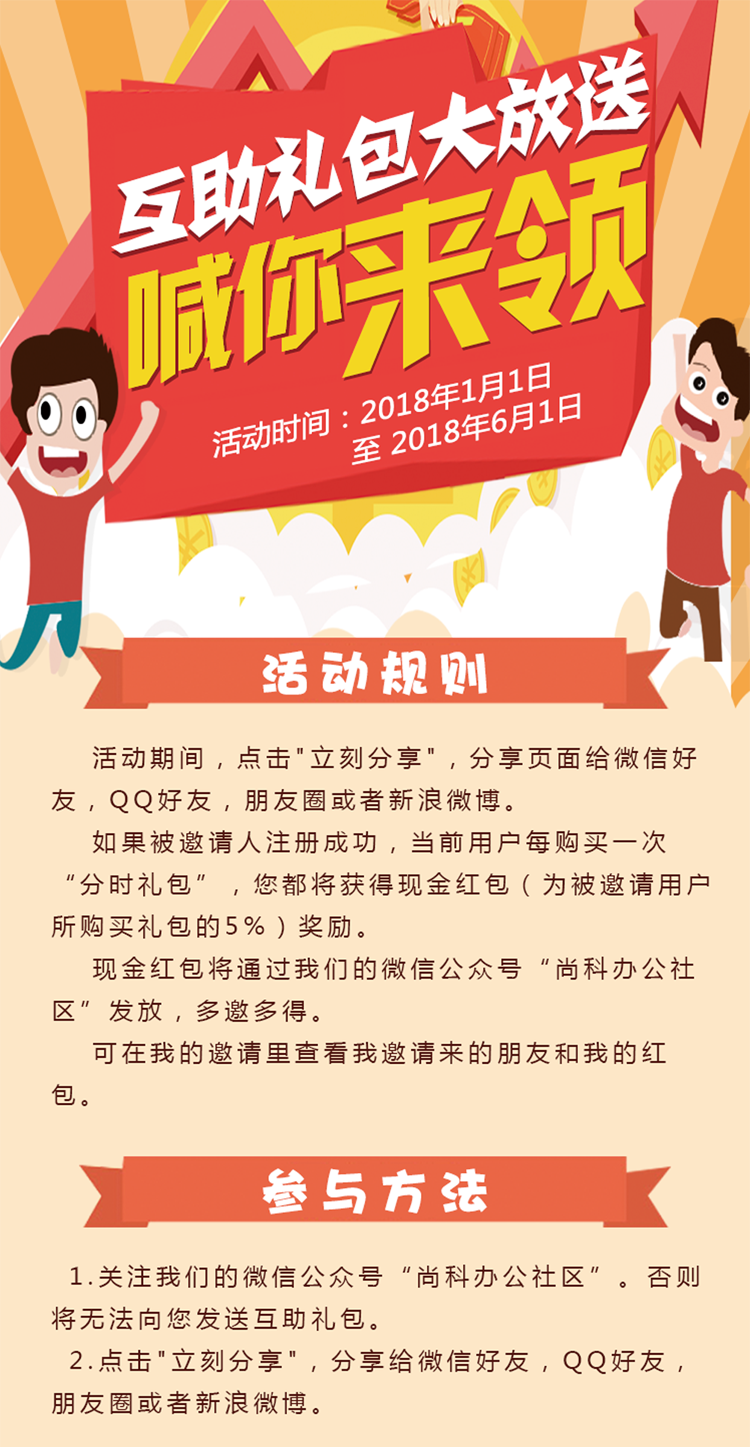 互助礼包大放送
喊你来领
活动时间：2018年1月1日
至 2018年6月1日
活动规则
活动期间，点击"立刻分享"，分享页面给微信好
友，QQ好友，朋友圈或者新浪微博。
如果被邀请人注册成功，当前用户每购买一次
“分时礼包”，您都将获得现金红包（为被邀请用户
所购买礼包的5%）奖励。
现金红包将通过我们的微信公众号“尚科办公社
区”发放，多邀多得。
可在我的邀请里查看我邀请来的朋友和我的红
包。
参与方法
1.关注我们的微信公众号“尚科办公社区”。否则
将无法向您发送互助礼包。
2.点击"立刻分享"，分享给微信好友，QQ好友，
朋友圈或者新浪微博。